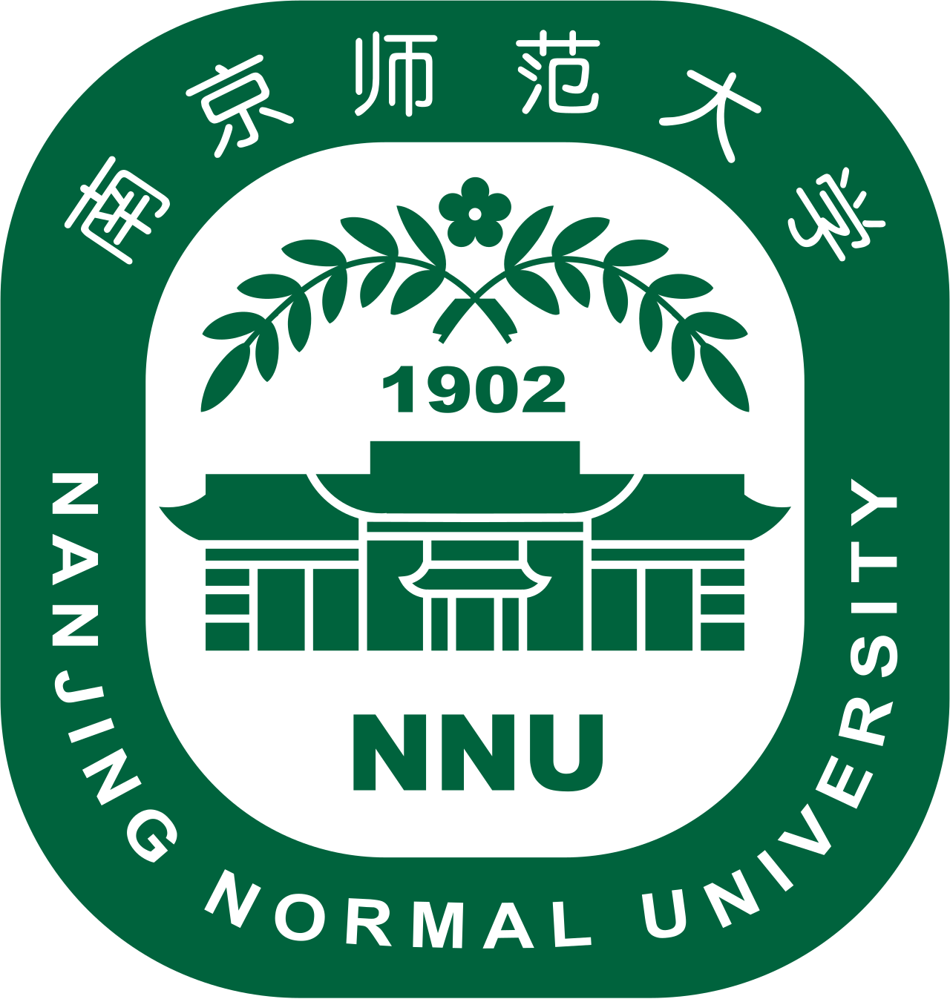 南京师范大学
1902
NNU
NANJING NORMAL UNIVERSITY